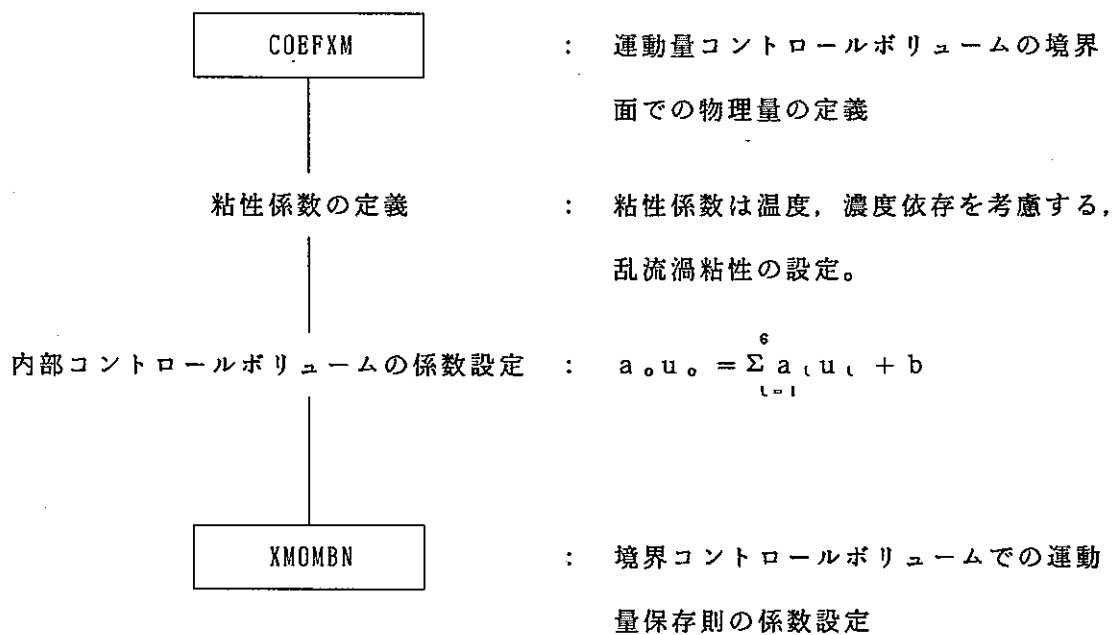 COEFXM : 運動量コントロールボリュームの境界
面での物理量の定義
粘性係数の定義 : 粘性係数は温度，濃度依存を考慮する，
乱流渦粘性の設定。
内部コントロールボリュームの係数設定 : a₀u₀ = Σ⁶ᵢ₌₁ aᵢuᵢ + b
XMOMBN : 境界コントロールボリュームでの運動
量保存則の係数設定